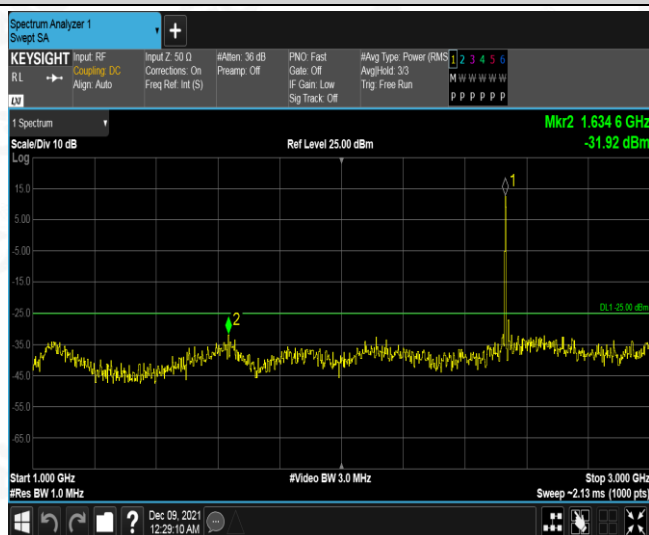 Spectrum Analyzer 1
Swept SA
+
KEYSIGHT
RL
LXI
Input: RF
Coupling: DC
Align: Auto
Input Z: 50 Ω
Corrections: On
Freq Ref: Int (S)
#Atten: 36 dB
Preamp: Off
PNO: Fast
Gate: Off
IF Gain: Low
Sig Track: Off
#Avg Type: Power (RMS
Avg|Hold: 3/3
Trig: Free Run
1 2 3 4 5 6
M W W W W W
P P P P P P
1 Spectrum
Mkr2 1.634 6 GHz
Scale/Div 10 dB
Ref Level 25.00 dBm
-31.92 dBm
Log
1
15.0
5.00
-5.00
-15.0
-25.0
DL1 -25.00 dBm
2
-35.0
-45.0
-55.0
-65.0
Start 1.000 GHz
#Video BW 3.0 MHz
Stop 3.000 GHz
#Res BW 1.0 MHz
Sweep ~2.13 ms (1000 pts)
?
Dec 09, 2021
12:29:10 AM